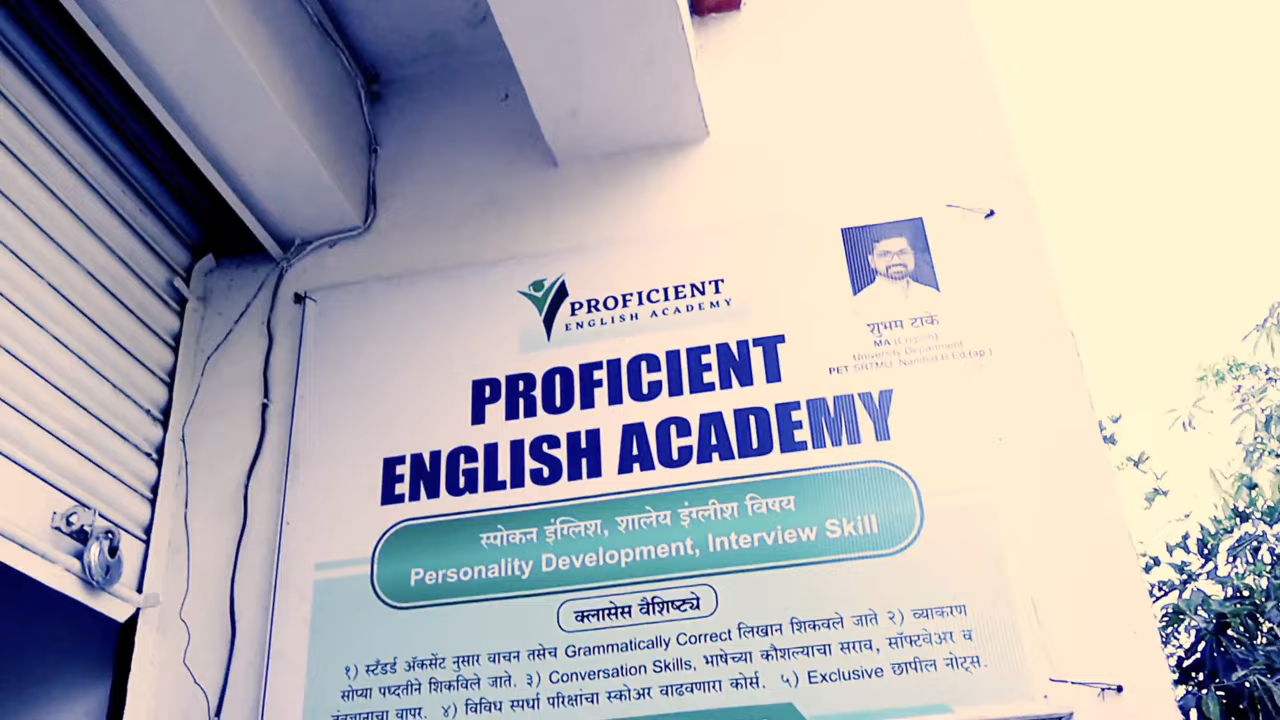 PROFICIENT
ENGLISH ACADEMY
शुभम टाके
MA (English)
University Department
PET SRTMU, Nanded B.Ed.(ap.)
PROFICIENT
ENGLISH ACADEMY
स्पोकन इंग्लिश, शालेय इंग्लीश विषय
Personality Development, Interview Skill
क्लासेस वैशिष्ट्ये
१) स्टँडर्ड ॲकसेंट नुसार वाचन तसेच Grammatically Correct लिखान शिकवले जाते २) व्याकरण
सोप्या पध्दतीने शिकविले जाते. ३) Conversation Skills, भाषेच्या कौशल्याचा सराव, सॉफ्टवेअर व
तंत्रज्ञानाचा वापर. ४) विविध स्पर्धा परिक्षांचा स्कोअर वाढवणारा कोर्स. ५) Exclusive छापील नोट्स.